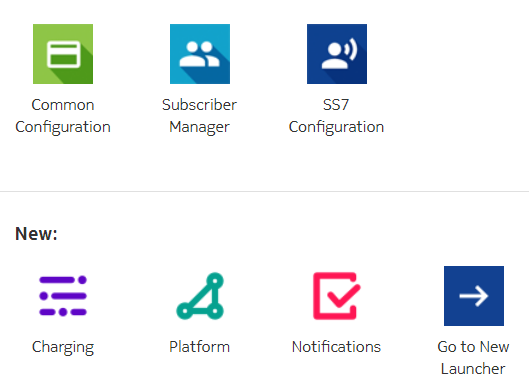 Common
Configuration
Subscriber
Manager
SS7
Configuration
New:
Charging
Platform
Notifications
Go to New
Launcher